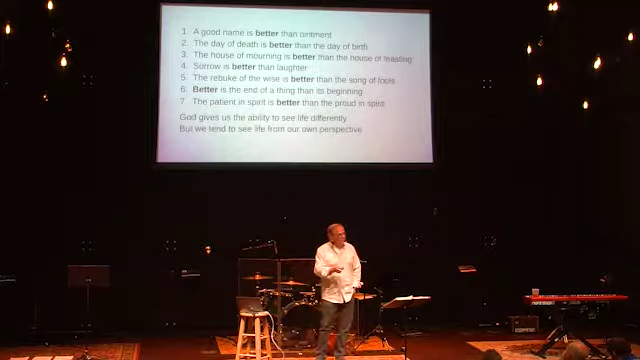 1. A good name is better than ointment
2. The day of death is better than the day of birth
3. The house of mourning is better than the house of feasting
4. Sorrow is better than laughter
5. The rebuke of the wise is better than the song of fools
6. Better is the end of a thing than its beginning
7 The patient in spirit is better than the proud in spirit
God gives us the ability to see life differently
But we tend to see life from our own perspective
nord